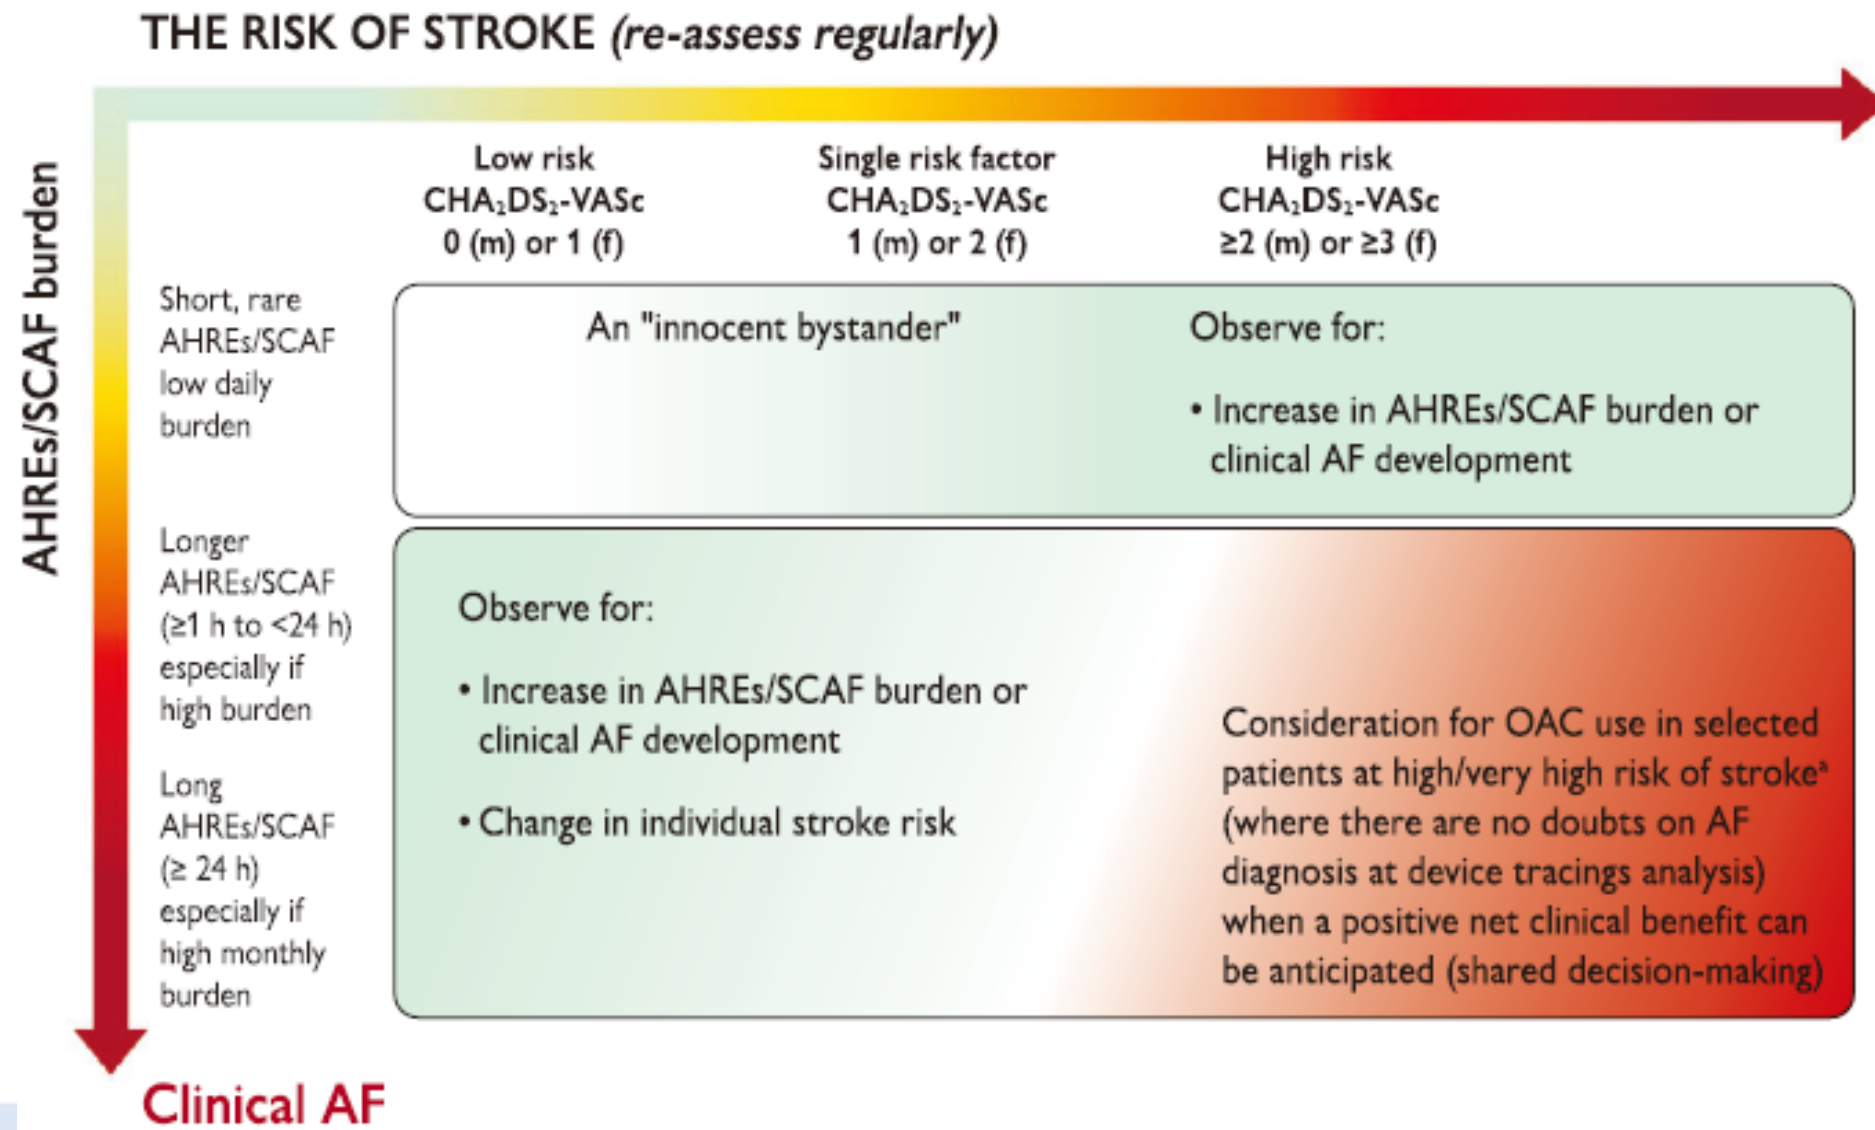 THE RISK OF STROKE (re-assess regularly)
AHREs/SCAF burden
Low risk
CHA₂DS₂-VASc
0 (m) or 1 (f)
Single risk factor
CHA₂DS₂-VASc
1 (m) or 2 (f)
High risk
CHA₂DS₂-VASc
≥2 (m) or ≥3 (f)
Short, rare
AHREs/SCAF
low daily
burden
An "innocent bystander"
Observe for:
• Increase in AHREs/SCAF burden or
clinical AF development
Longer
AHREs/SCAF
(≥1 h to <24 h)
especially if
high burden
Long
AHREs/SCAF
(≥ 24 h)
especially if
high monthly
burden
Observe for:
• Increase in AHREs/SCAF burden or
clinical AF development
• Change in individual stroke risk
Consideration for OAC use in selected
patients at high/very high risk of strokeᵃ
(where there are no doubts on AF
diagnosis at device tracings analysis)
when a positive net clinical benefit can
be anticipated (shared decision-making)
Clinical AF